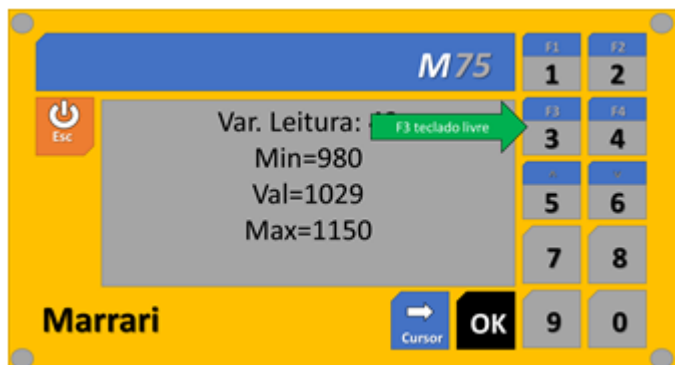 M75
F1
F2
1
2
Esc
Var. Leitura:
F3 teclado livre
F3
F4
3
4
Min=980
Val=1029
5
6
Max=1150
7
8
Marrari
Cursor
OK
9
0